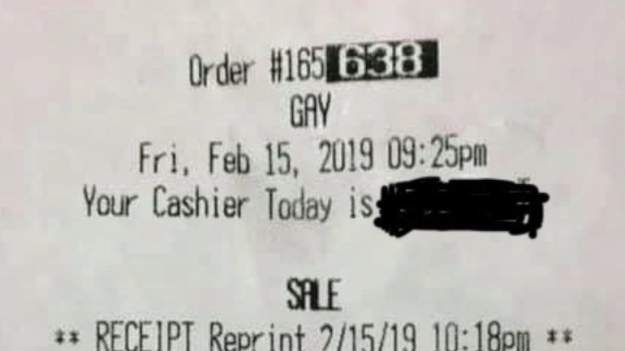 Order #165638
GAY
Fri, Feb 15, 2019 09:25pm
Your Cashier Today is
SALE
** RECEIPT Reprint 2/15/19 10:18pm **